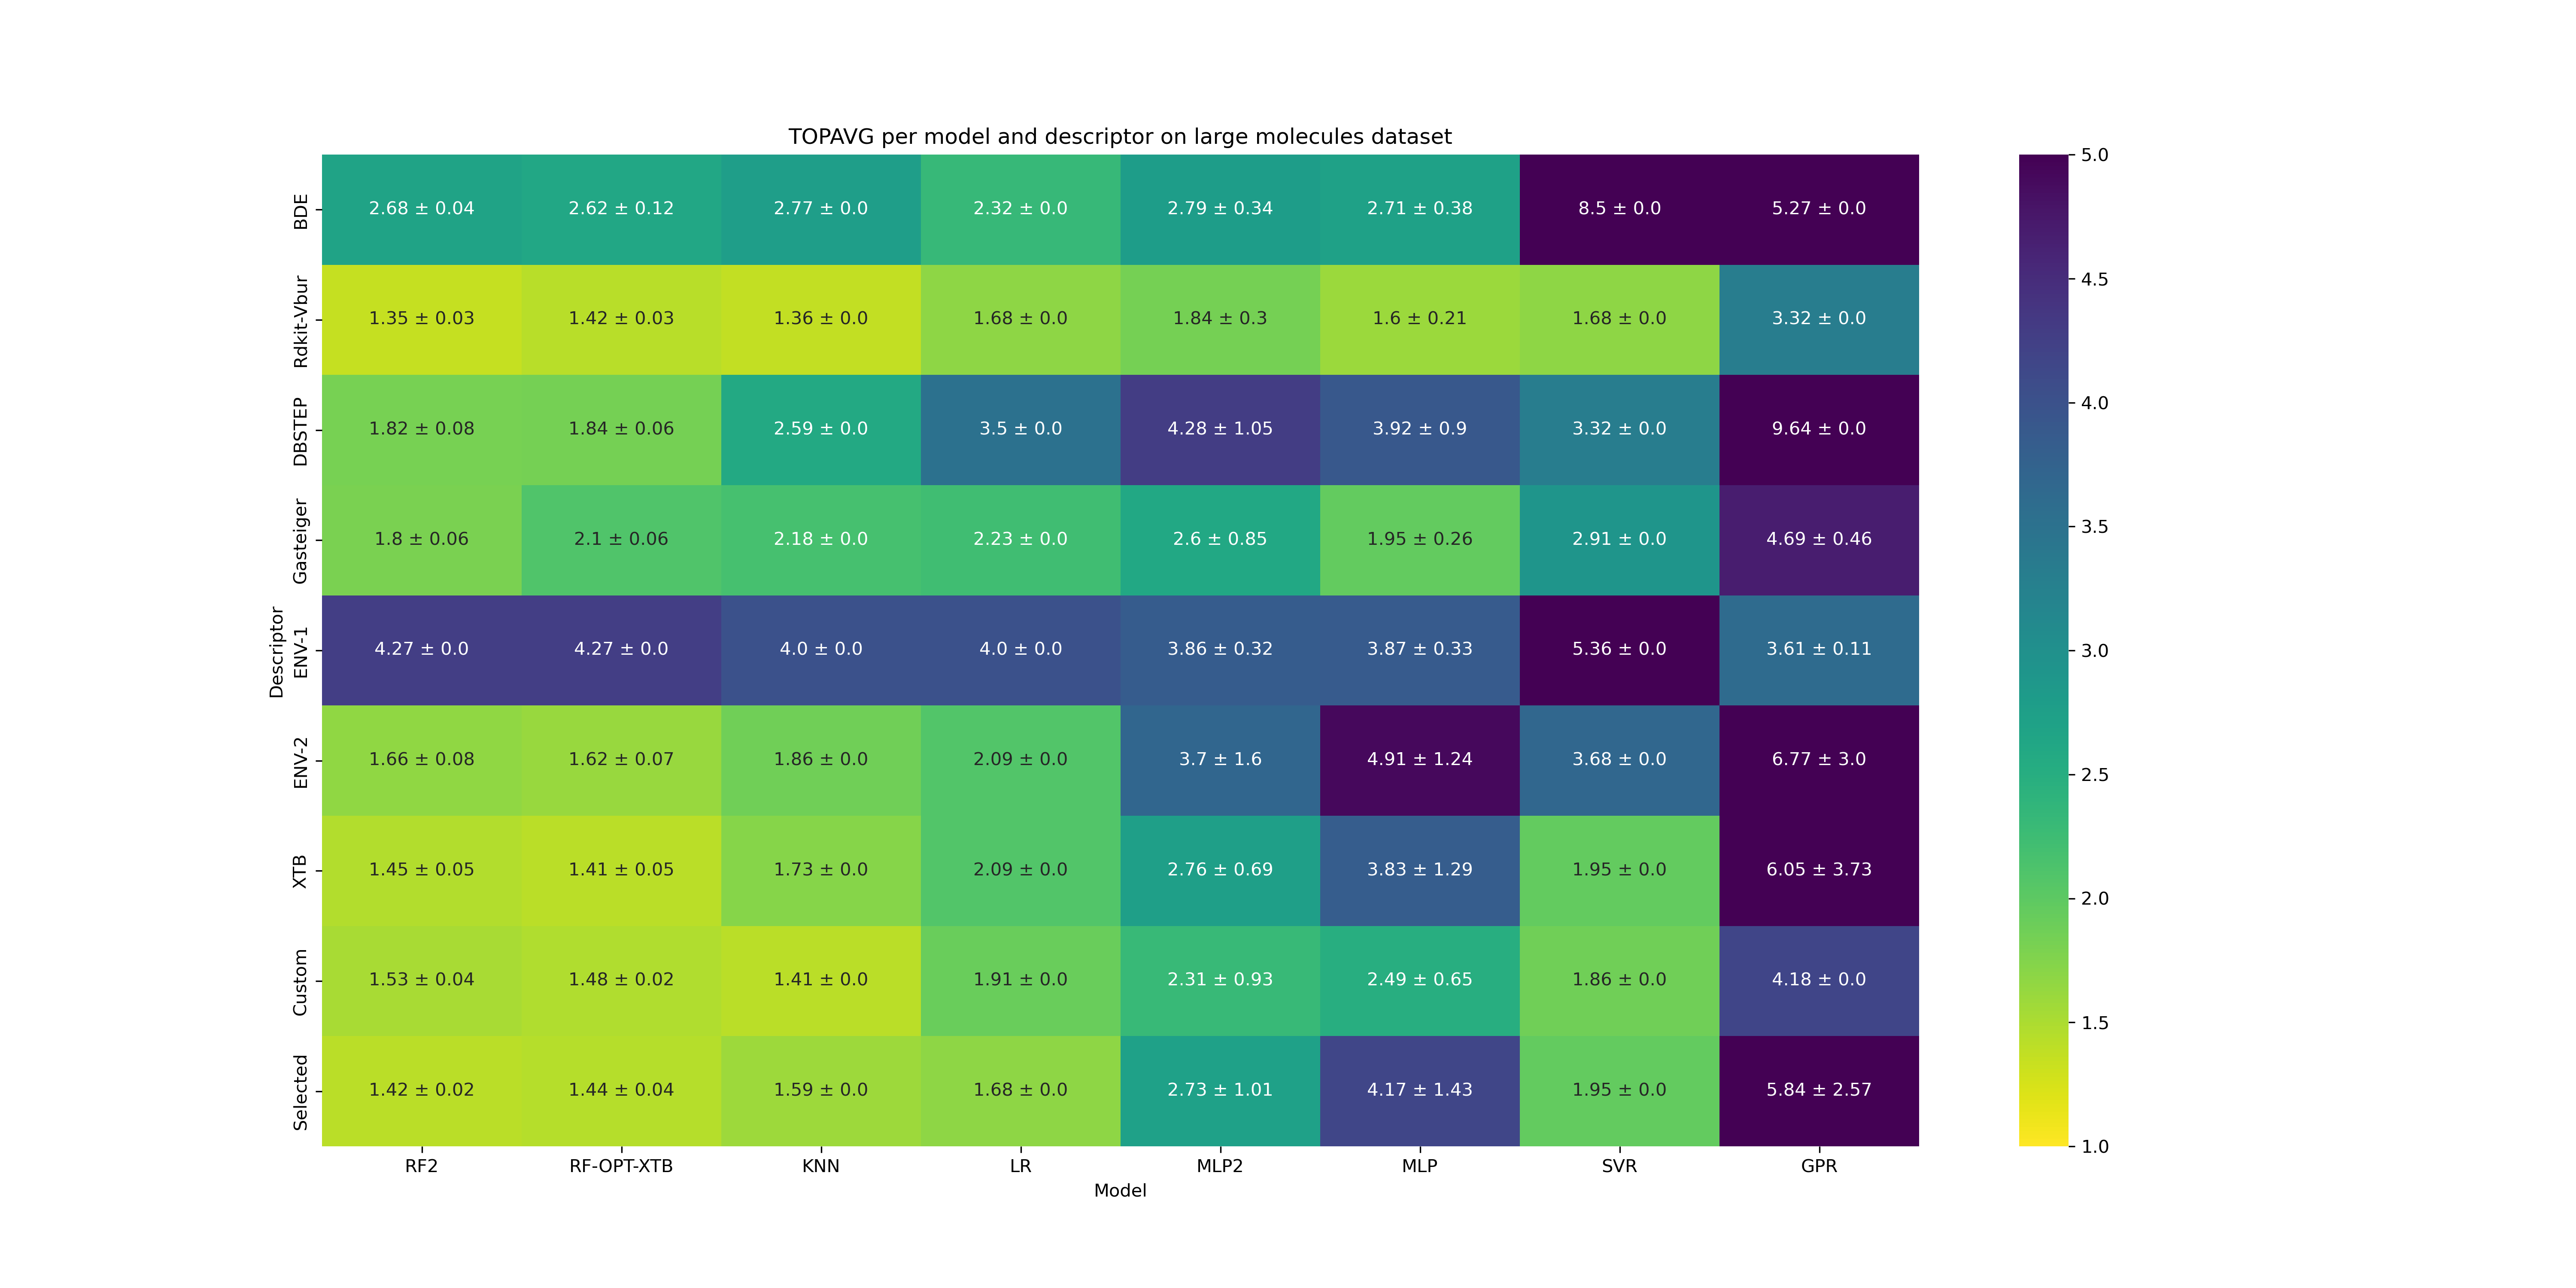 TOPAVG per model and descriptor on large molecules dataset
BDE 2.68 ± 0.04 2.62 ± 0.12 2.77 ± 0.0 2.32 ± 0.0 2.79 ± 0.34 2.71 ± 0.38 8.5 ± 0.0 5.27 ± 0.0
Rdkit-Vbur 1.35 ± 0.03 1.42 ± 0.03 1.36 ± 0.0 1.68 ± 0.0 1.84 ± 0.3 1.6 ± 0.21 1.68 ± 0.0 3.32 ± 0.0
DBSTEP 1.82 ± 0.08 1.84 ± 0.06 2.59 ± 0.0 3.5 ± 0.0 4.28 ± 1.05 3.92 ± 0.9 3.32 ± 0.0 9.64 ± 0.0
Gasteiger 1.8 ± 0.06 2.1 ± 0.06 2.18 ± 0.0 2.23 ± 0.0 2.6 ± 0.85 1.95 ± 0.26 2.91 ± 0.0 4.69 ± 0.46
ENV-1 4.27 ± 0.0 4.27 ± 0.0 4.0 ± 0.0 4.0 ± 0.0 3.86 ± 0.32 3.87 ± 0.33 5.36 ± 0.0 3.61 ± 0.11
ENV-2 1.66 ± 0.08 1.62 ± 0.07 1.86 ± 0.0 2.09 ± 0.0 3.7 ± 1.6 4.91 ± 1.24 3.68 ± 0.0 6.77 ± 3.0
XTB 1.45 ± 0.05 1.41 ± 0.05 1.73 ± 0.0 2.09 ± 0.0 2.76 ± 0.69 3.83 ± 1.29 1.95 ± 0.0 6.05 ± 3.73
Custom 1.53 ± 0.04 1.48 ± 0.02 1.41 ± 0.0 1.91 ± 0.0 2.31 ± 0.93 2.49 ± 0.65 1.86 ± 0.0 4.18 ± 0.0
Selected 1.42 ± 0.02 1.44 ± 0.04 1.59 ± 0.0 1.68 ± 0.0 2.73 ± 1.01 4.17 ± 1.43 1.95 ± 0.0 5.84 ± 2.57
RF2 RF-OPT-XTB KNN LR MLP2 MLP SVR GPR
Model
Descriptor
5.0
4.5
4.0
3.5
3.0
2.5
2.0
1.5
1.0